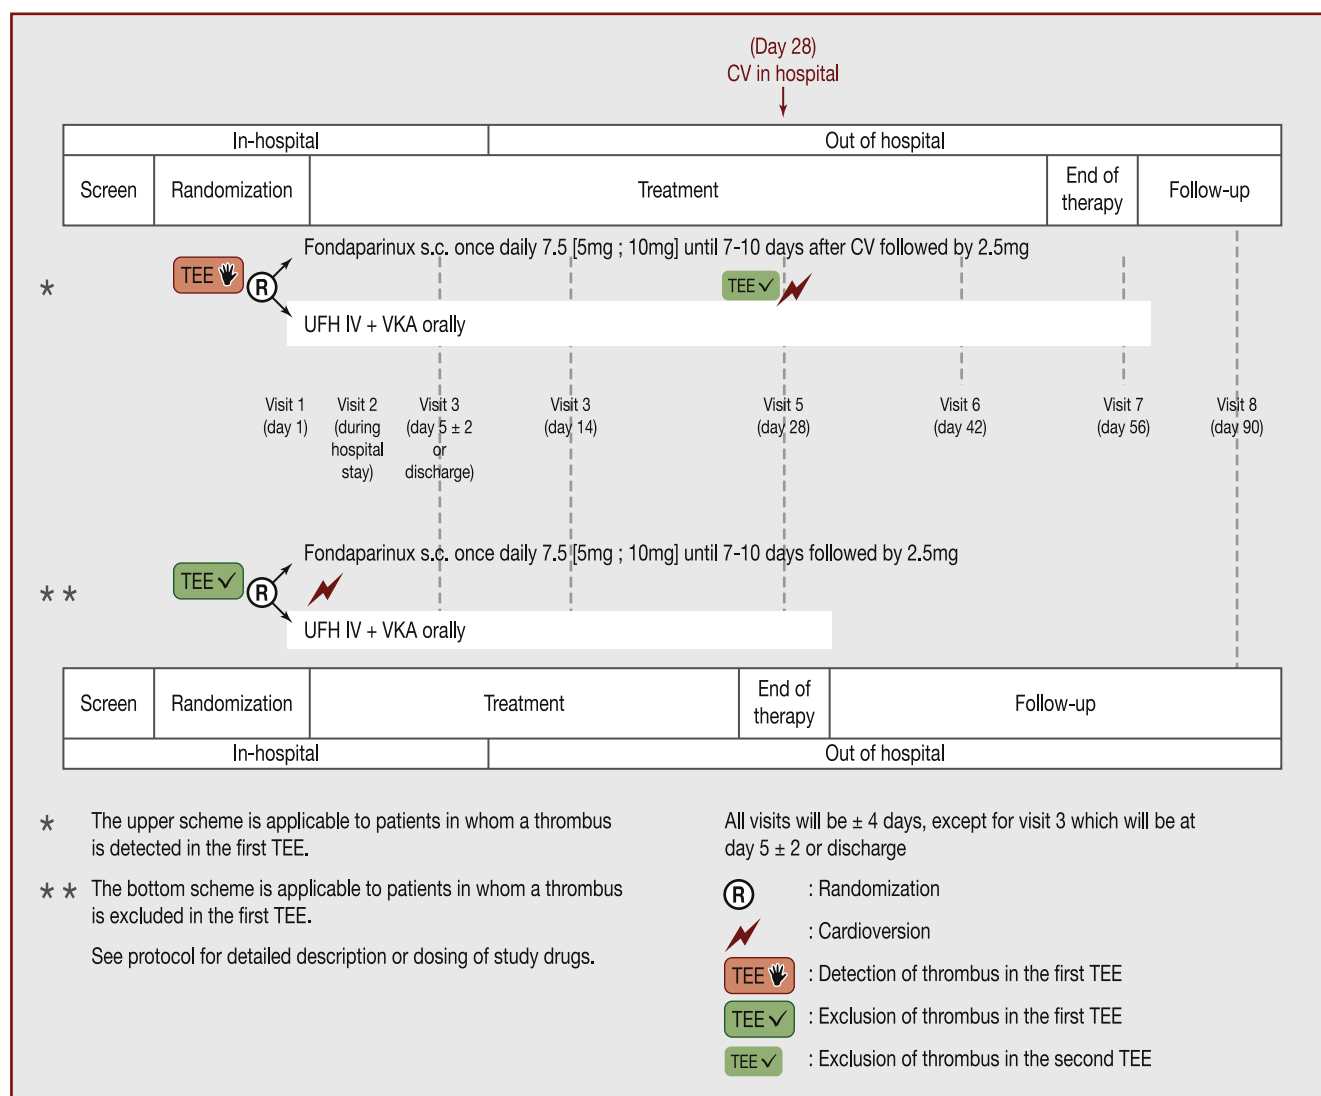 (Day 28)
CV in hospital
In-hospital
Out of hospital
Screen
Randomization
Treatment
End of
therapy
Follow-up
Fondaparinux s.c. once daily 7.5 [5mg ; 10mg] until 7-10 days after CV followed by 2.5mg
*
TEE
R
TEE
UFH IV + VKA orally
Visit 1
(day 1)
Visit 2
(during
hospital
stay)
Visit 3
(day 5 ± 2
or
discharge)
Visit 3
(day 14)
Visit 5
(day 28)
Visit 6
(day 42)
Visit 7
(day 56)
Visit 8
(day 90)
Fondaparinux s.c. once daily 7.5 [5mg ; 10mg] until 7-10 days followed by 2.5mg
* *
TEE
R
UFH IV + VKA orally
Screen
Randomization
Treatment
End of
therapy
Follow-up
In-hospital
Out of hospital
* The upper scheme is applicable to patients in whom a thrombus
is detected in the first TEE.
* * The bottom scheme is applicable to patients in whom a thrombus
is excluded in the first TEE.
See protocol for detailed description or dosing of study drugs.
All visits will be ± 4 days, except for visit 3 which will be at
day 5 ± 2 or discharge
R : Randomization
: Cardioversion
TEE : Detection of thrombus in the first TEE
TEE : Exclusion of thrombus in the first TEE
TEE : Exclusion of thrombus in the second TEE